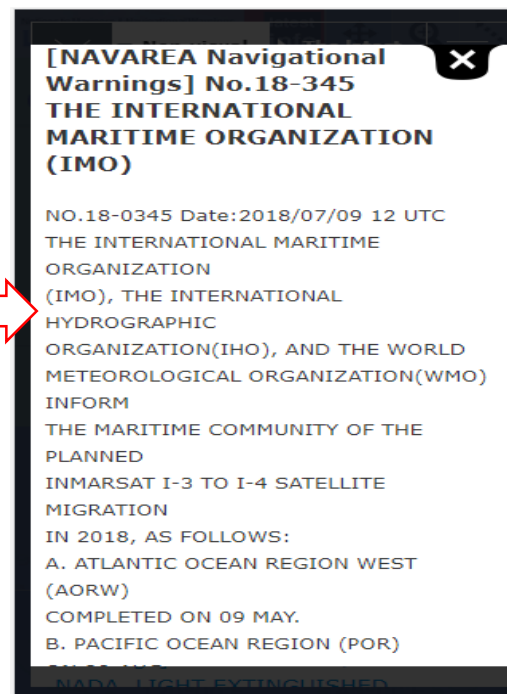 [NAVAREA Navigational
Warnings] No.18-345
THE INTERNATIONAL
MARITIME ORGANIZATION
(IMO)
NO.18-0345 Date:2018/07/09 12 UTC
THE INTERNATIONAL MARITIME
ORGANIZATION
(IMO), THE INTERNATIONAL
HYDROGRAPHIC
ORGANIZATION(IHO), AND THE WORLD
METEOROLOGICAL ORGANIZATION(WMO)
INFORM
THE MARITIME COMMUNITY OF THE
PLANNED
INMARSAT I-3 TO I-4 SATELLITE
MIGRATION
IN 2018, AS FOLLOWS:
A. ATLANTIC OCEAN REGION WEST
(AORW)
COMPLETED ON 09 MAY.
B. PACIFIC OCEAN REGION (POR)
NADA, LIGHT EXTINGUISHED